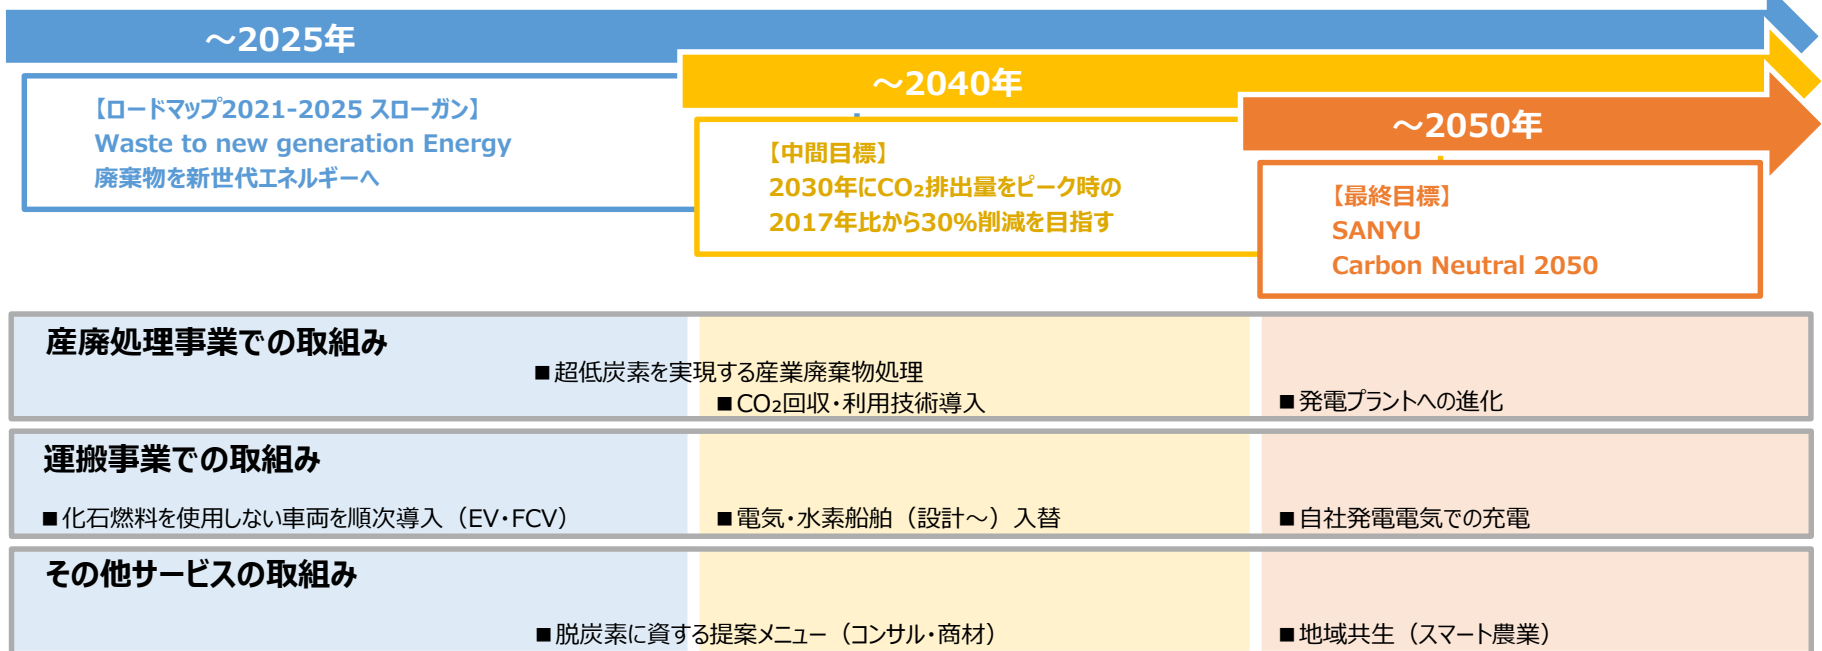 ～2025年
【ロードマップ2021-2025 スローガン】
Waste to new generation Energy
廃棄物を新世代エネルギーへ
～2040年
【中間目標】
2030年にCO₂排出量をピーク時の
2017年比から30%削減を目指す
～2050年
【最終目標】
SANYU
Carbon Neutral 2050
産廃処理事業での取組み
■超低炭素を実現する産業廃棄物処理
■CO₂回収・利用技術導入
■発電プラントへの進化
運搬事業での取組み
■化石燃料を使用しない車両を順次導入（EV・FCV）
■電気・水素船舶（設計～）入替
■自社発電電気での充電
その他サービスの取組み
■脱炭素に資する提案メニュー（コンサル・商材）
■地域共生（スマート農業）